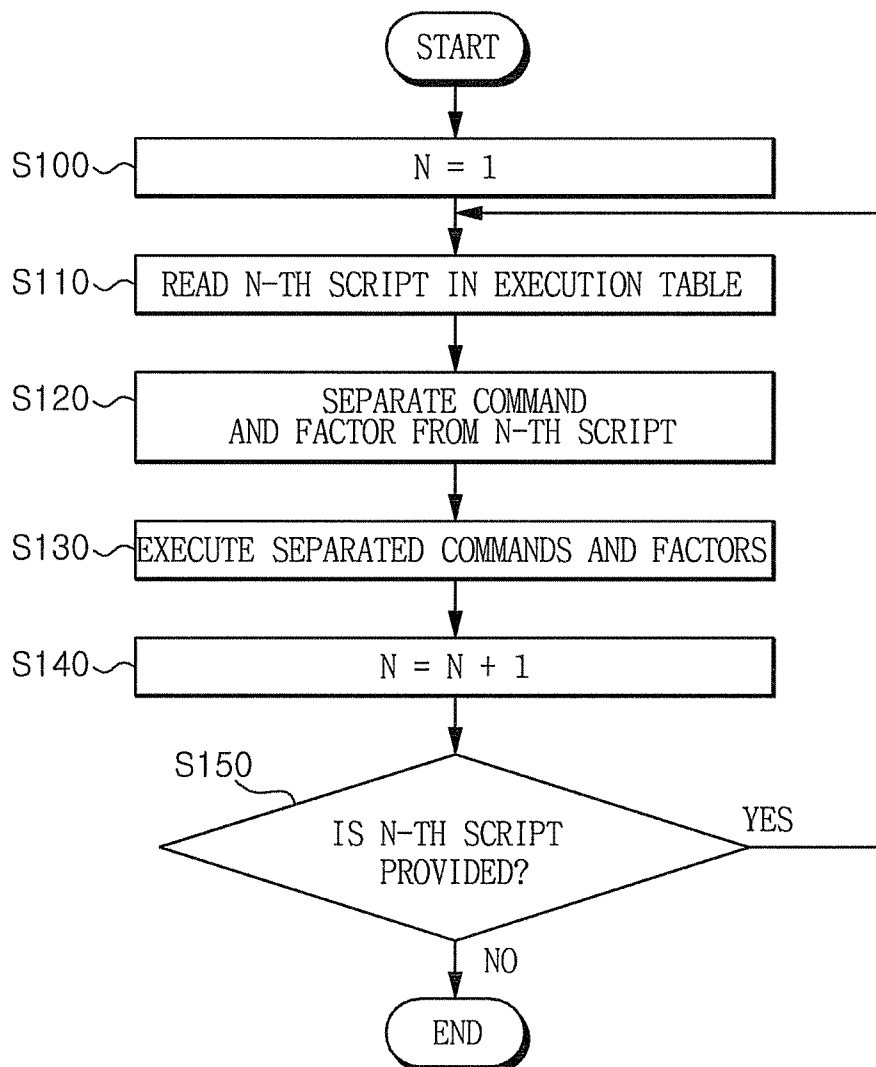 START
S100
N = 1
S110
READ N-TH SCRIPT IN EXECUTION TABLE
S120
SEPARATE COMMAND
AND FACTOR FROM N-TH SCRIPT
S130
EXECUTE SEPARATED COMMANDS AND FACTORS
S140
N = N + 1
S150
IS N-TH SCRIPT
PROVIDED?
YES
NO
END